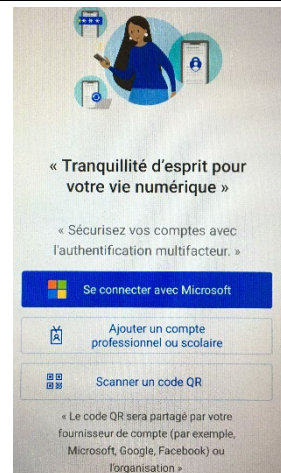 « Tranquillité d'esprit pour
votre vie numérique »
« Sécurisez vos comptes avec
l'authentification multifacteur. »
Se connecter avec Microsoft
Ajouter un compte
professionnel ou scolaire
Scanner un code QR
« Le code QR sera partagé par votre
fournisseur de compte (par exemple,
Microsoft, Google, Facebook) ou
l'organisation »